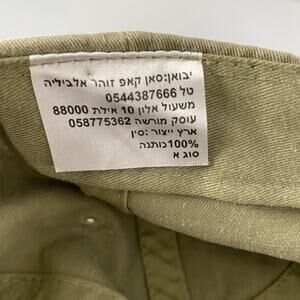 יבואן:סאן קאפ זוהר אלביליה
טל 0544387666
משעול אלון 10 אילת 88000
עוסק מורשה 058775362
ארץ ייצור :סין
100%כותנה
סוג א